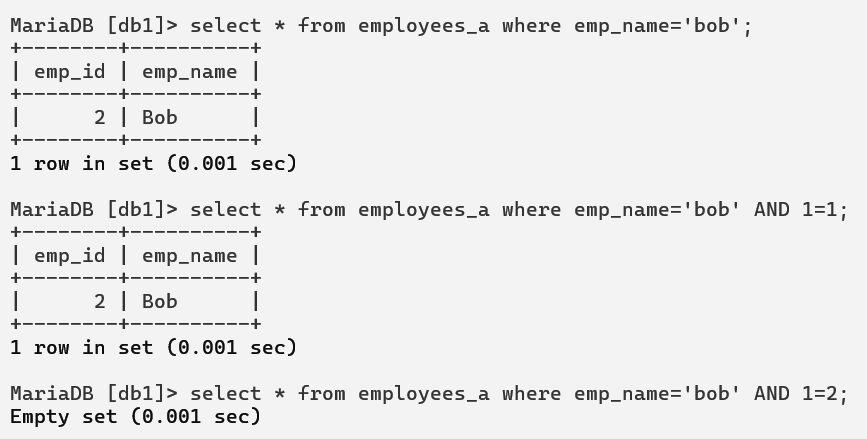 MariaDB [db1]> select * from employees_a where emp_name='bob';
+--------+----------+
| emp_id | emp_name |
+--------+----------+
|      2 | Bob      |
+--------+----------+
1 row in set (0.001 sec)
MariaDB [db1]> select * from employees_a where emp_name='bob' AND 1=1;
+--------+----------+
| emp_id | emp_name |
+--------+----------+
|      2 | Bob      |
+--------+----------+
1 row in set (0.001 sec)
MariaDB [db1]> select * from employees_a where emp_name='bob' AND 1=2;
Empty set (0.001 sec)